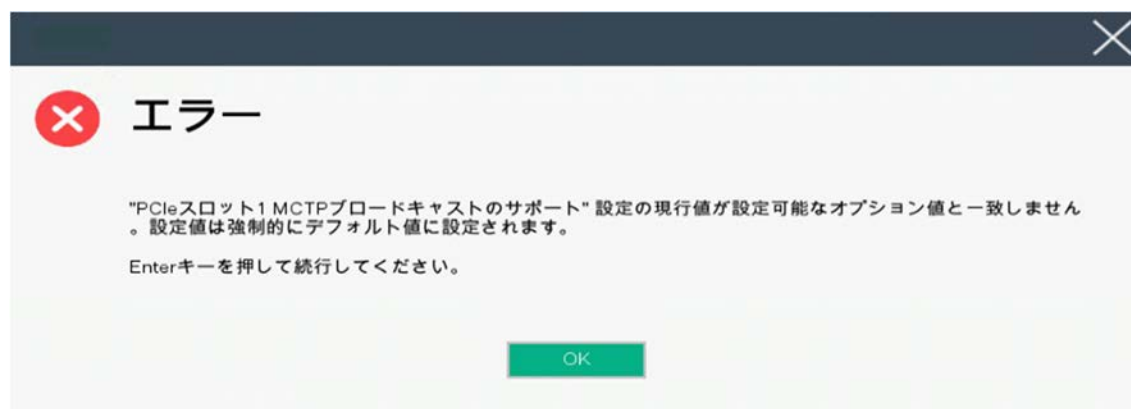 エラー
"PCIeスロット1 MCTPブロードキャストのサポート" 設定の現行値が設定可能なオプション値と一致しません
。設定値は強制的にデフォルト値に設定されます。
Enterキーを押して続行してください。
OK